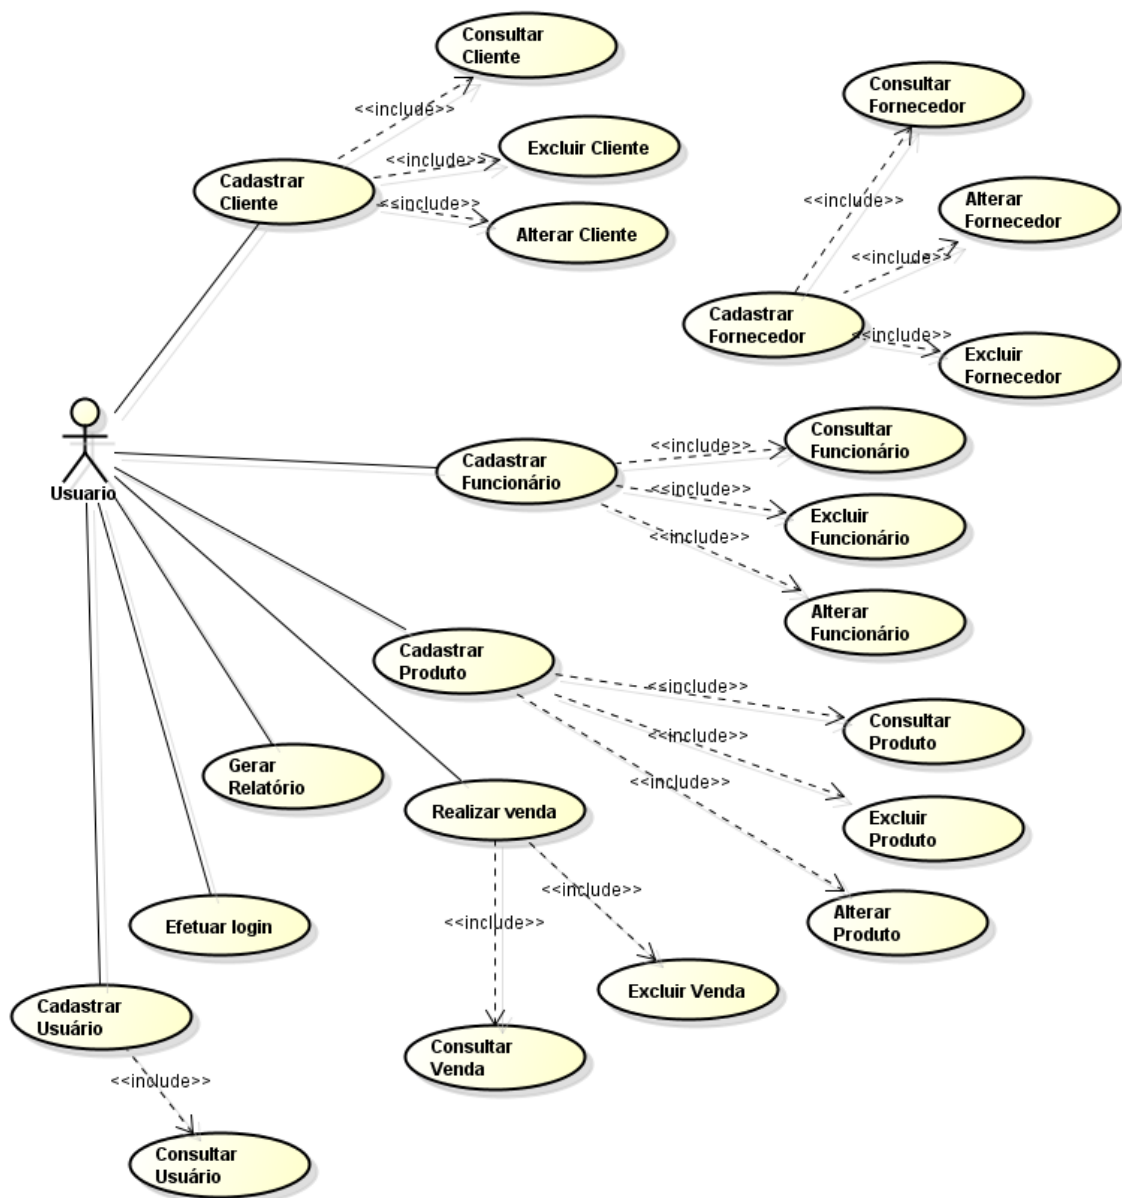 Consultar
Cliente
<<include>>
Excluir Cliente
<<include>>
Cadastrar
Cliente
<<include>>
Alterar Cliente
Consultar
Fornecedor
<<include>>
Alterar
Fornecedor
<<include>>
Cadastrar
Fornecedor
<<include>>
Excluir
Fornecedor
Usuario
Cadastrar
Funcionário
<<include>>
Consultar
Funcionário
<<include>>
Excluir
Funcionário
<<include>>
Alterar
Funcionário
Cadastrar
Produto
<<include>>
Consultar
Produto
<<include>>
Excluir
Produto
<<include>>
Alterar
Produto
Gerar
Relatório
Realizar venda
<<include>>
<<include>>
Excluir Venda
Consultar
Venda
Efetuar login
Cadastrar
Usuário
<<include>>
Consultar
Usuário